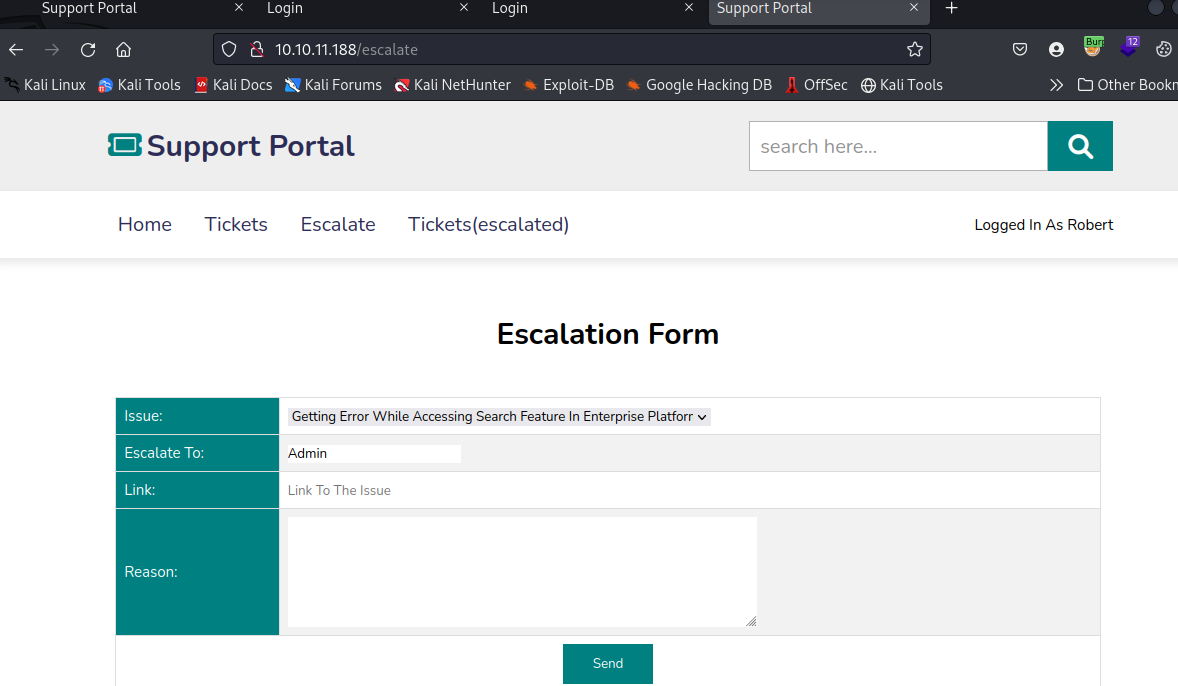 Support Portal × Login × Login × Support Portal × +
10.10.11.188/escalate Burp 12
Kali Linux Kali Tools Kali Docs Kali Forums Kali NetHunter Exploit-DB Google Hacking DB OffSec Kali Tools Other Bookn
Support Portal search here...
Home Tickets Escalate Tickets(escalated) Logged In As Robert
Escalation Form
Issue: Getting Error While Accessing Search Feature In Enterprise Platforr
Escalate To: Admin
Link: Link To The Issue
Reason:
Send